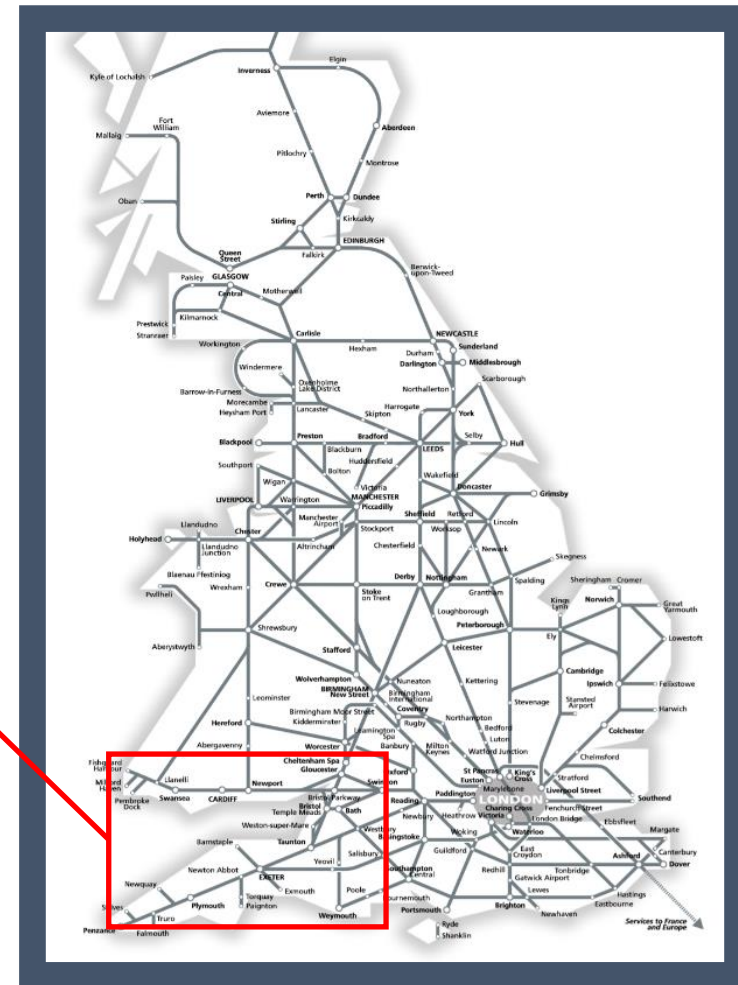 Elgin
Inverness
Kyle of Lochalsh
Aviemore
Fort
William
Aberdeen
Mallaig
Pitlochry
Montrose
Perth
Dundee
Oban
Stirling
Kirkcaldy
EDINBURGH
Queen
Street
Falkirk
Berwick-
upon-Tweed
Paisley
GLASGOW
Central
Motherwell
Prestwick
Kilmarnock
Stranraer
Carlisle
NEWCASTLE
Workington
Hexham
Sunderland
Durham
Darlington
Middlesbrough
Windermere
Oxenholme
Lake District
Northallerton
Scarborough
Barrow-in-Furness
Morecambe
Heysham Port
Lancaster
Harrogate
York
Skipton
Blackpool
Preston
Bradford
Selby
Hull
Blackburn
LEEDS
Southport
Huddersfield
Bolton
Wakefield
Wigan
Victoria
Doncaster
Grimsby
LIVERPOOL
Warrington
MANCHESTER
Piccadilly
Manchester
Airport
Sheffield
Retford
Lincoln
Llandudno
Stockport
Worksop
Holyhead
Chester
Llandudno
Junction
Altrincham
Chesterfield
Newark
Skegness
Blaenau Ffestiniog
Wrexham
Crewe
Derby
Nottingham
Spalding
Sheringham
Cromer
Pwllheli
Stoke
on Trent
Grantham
Kings
Lynn
Norwich
Great
Yarmouth
Loughborough
Shrewsbury
Peterborough
Ely
Lowestoft
Aberystwyth
Stafford
Leicester
Wolverhampton
Cambridge
Nuneaton
Kettering
Ipswich
Felixstowe
BIRMINGHAM
New Street
Birmingham
International
Leominster
Stevenage
Stansted
Airport
Harwich
Birmingham Moor Street
Coventry
Kidderminster
Rugby
Northampton
Hereford
Leamington
Spa
Bedford
Colchester
Abergavenny
Worcester
Banbury
Milton
Keynes
Luton
Watford Junction
Chelmsford
Cheltenham Spa
Gloucester
Fishguard
Harbour
Llanelli
Oxford
St Pancras
King's
Cross
Stratford
Milford
Haven
Newport
Swindon
Euston
Marylebone
Liverpool Street
Pembroke
Dock
Swansea
CARDIFF
Bristol Parkway
Reading
Paddington
LONDON
Southend
Bristol
Temple Meads
Bath
Charing Cross
Fenchurch Street
Newbury
Heathrow
Victoria
London Bridge
Ebbsfleet
Weston-super-Mare
Westbury
Basingstoke
Woking
Waterloo
Margate
Barnstaple
Taunton
Salisbury
Guildford
East
Croydon
Canterbury
Yeovil
Redhill
Tonbridge
Ashford
Dover
Newton Abbot
EXETER
Southampton
Central
Gatwick Airport
Newquay
Exmouth
Poole
Lewes
Hastings
Plymouth
Torquay
Paignton
Bournemouth
Eastbourne
St Ives
Weymouth
Portsmouth
Brighton
Newhaven
Truro
Penzance
Falmouth
Ryde
Shanklin
Services to France
and Europe